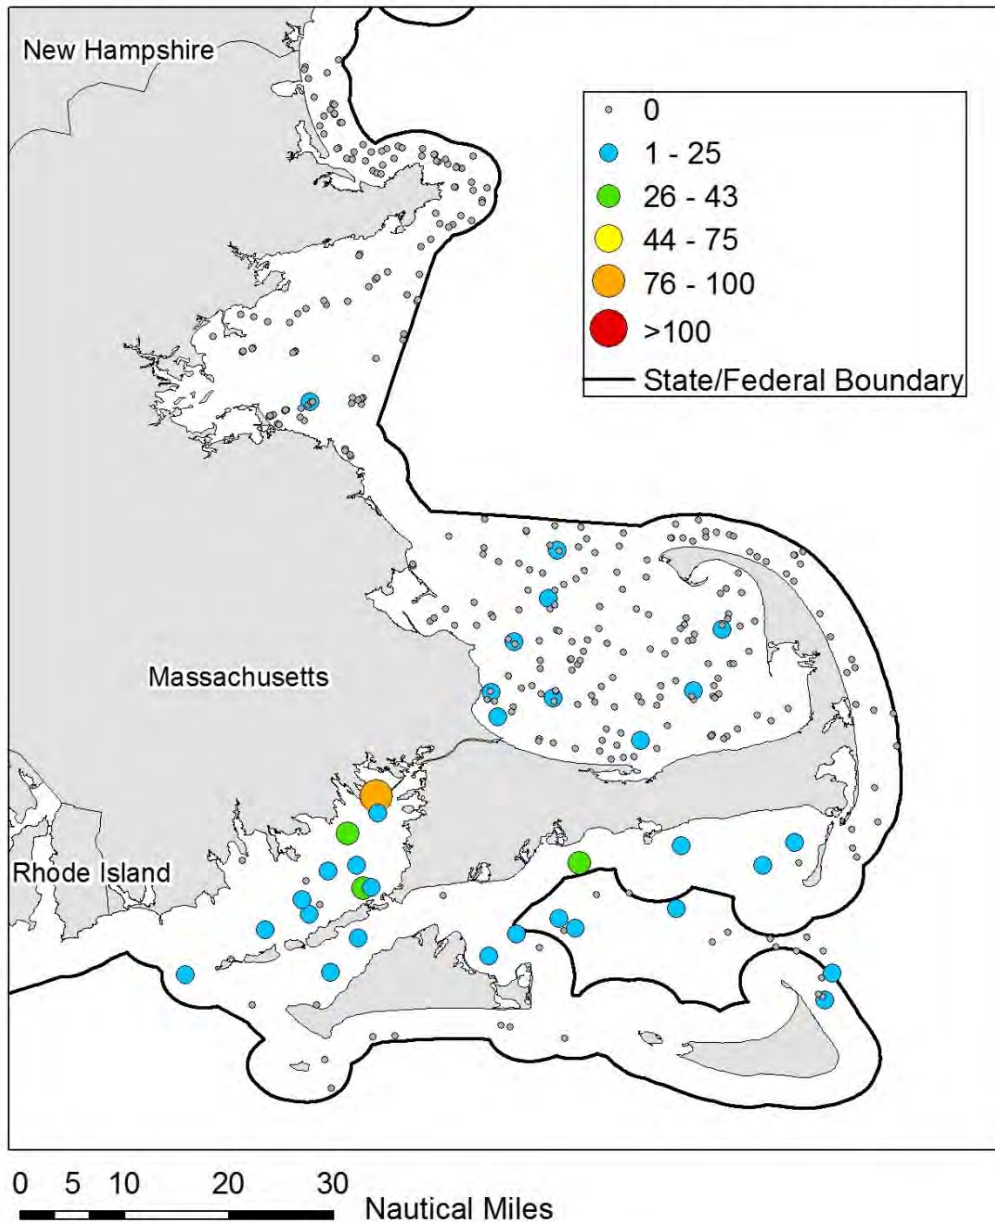 New Hampshire
0
1 - 25
26 - 43
44 - 75
76 - 100
>100
State/Federal Boundary
Massachusetts
Rhode Island
0 5 10 20 30
Nautical Miles